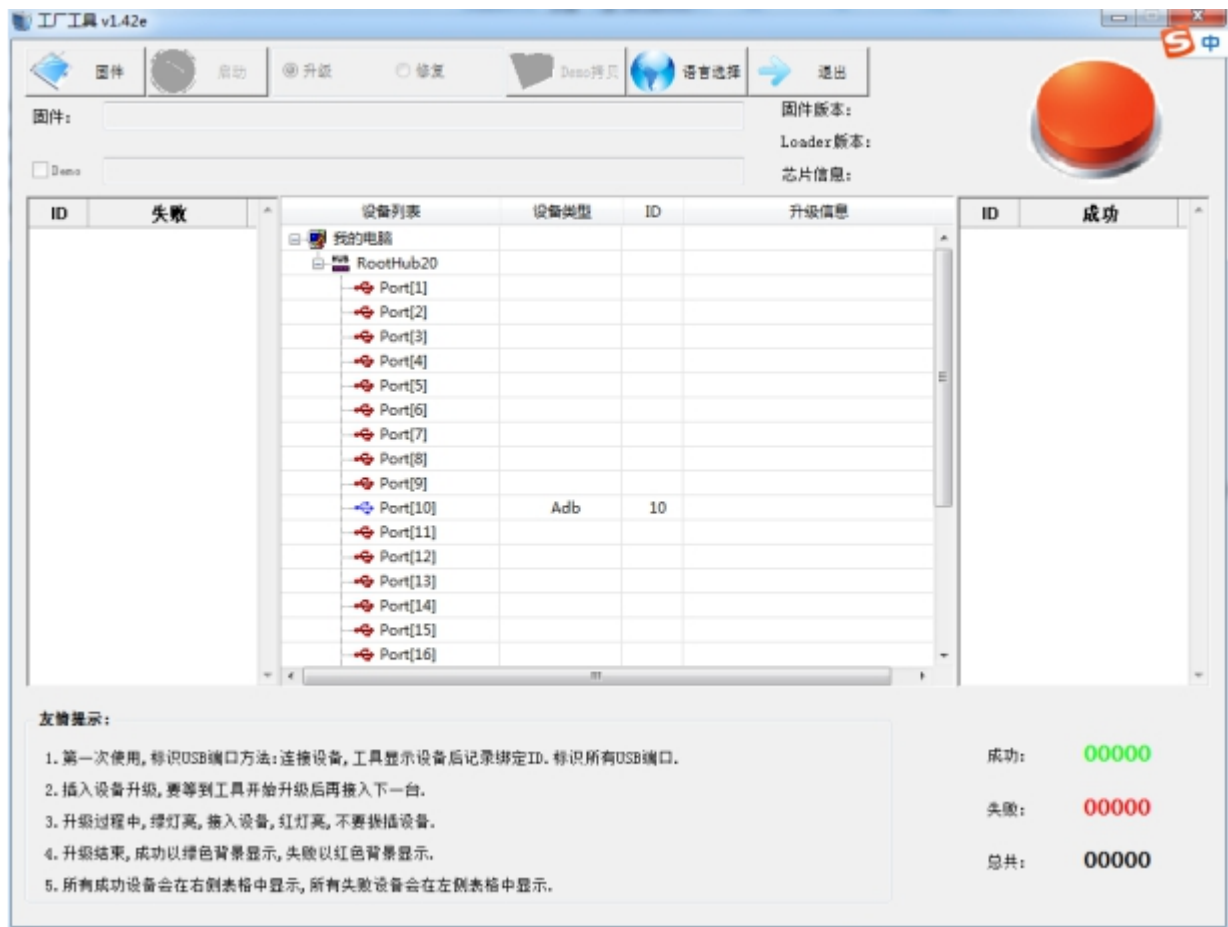 工厂工具 v1.42e
中
固件 启动 升级 修复 Demo拷贝 语言选择 退出
固件: 固件版本:
Loader版本:
Demo 芯片信息:
ID 失败 设备列表 设备类型 ID 升级信息 ID 成功
我的电脑
RootHub20
Port[1]
Port[2]
Port[3]
Port[4]
Port[5]
Port[6]
Port[7]
Port[8]
Port[9]
Port[10] Adb 10
Port[11]
Port[12]
Port[13]
Port[14]
Port[15]
Port[16]
友情提示:
1. 第一次使用, 标识USB端口方法: 连接设备, 工具显示设备后记录绑定ID. 标识所有USB端口.
2. 插入设备升级, 要等到工具开始升级后再接入下一台.
3. 升级过程中, 绿灯亮, 接入设备, 红灯亮, 不要拔插设备.
4. 升级结束, 成功以绿色背景显示, 失败以红色背景显示.
5. 所有成功设备会在右侧表格中显示, 所有失败设备会在左侧表格中显示.
成功: 00000
失败: 00000
总共: 00000